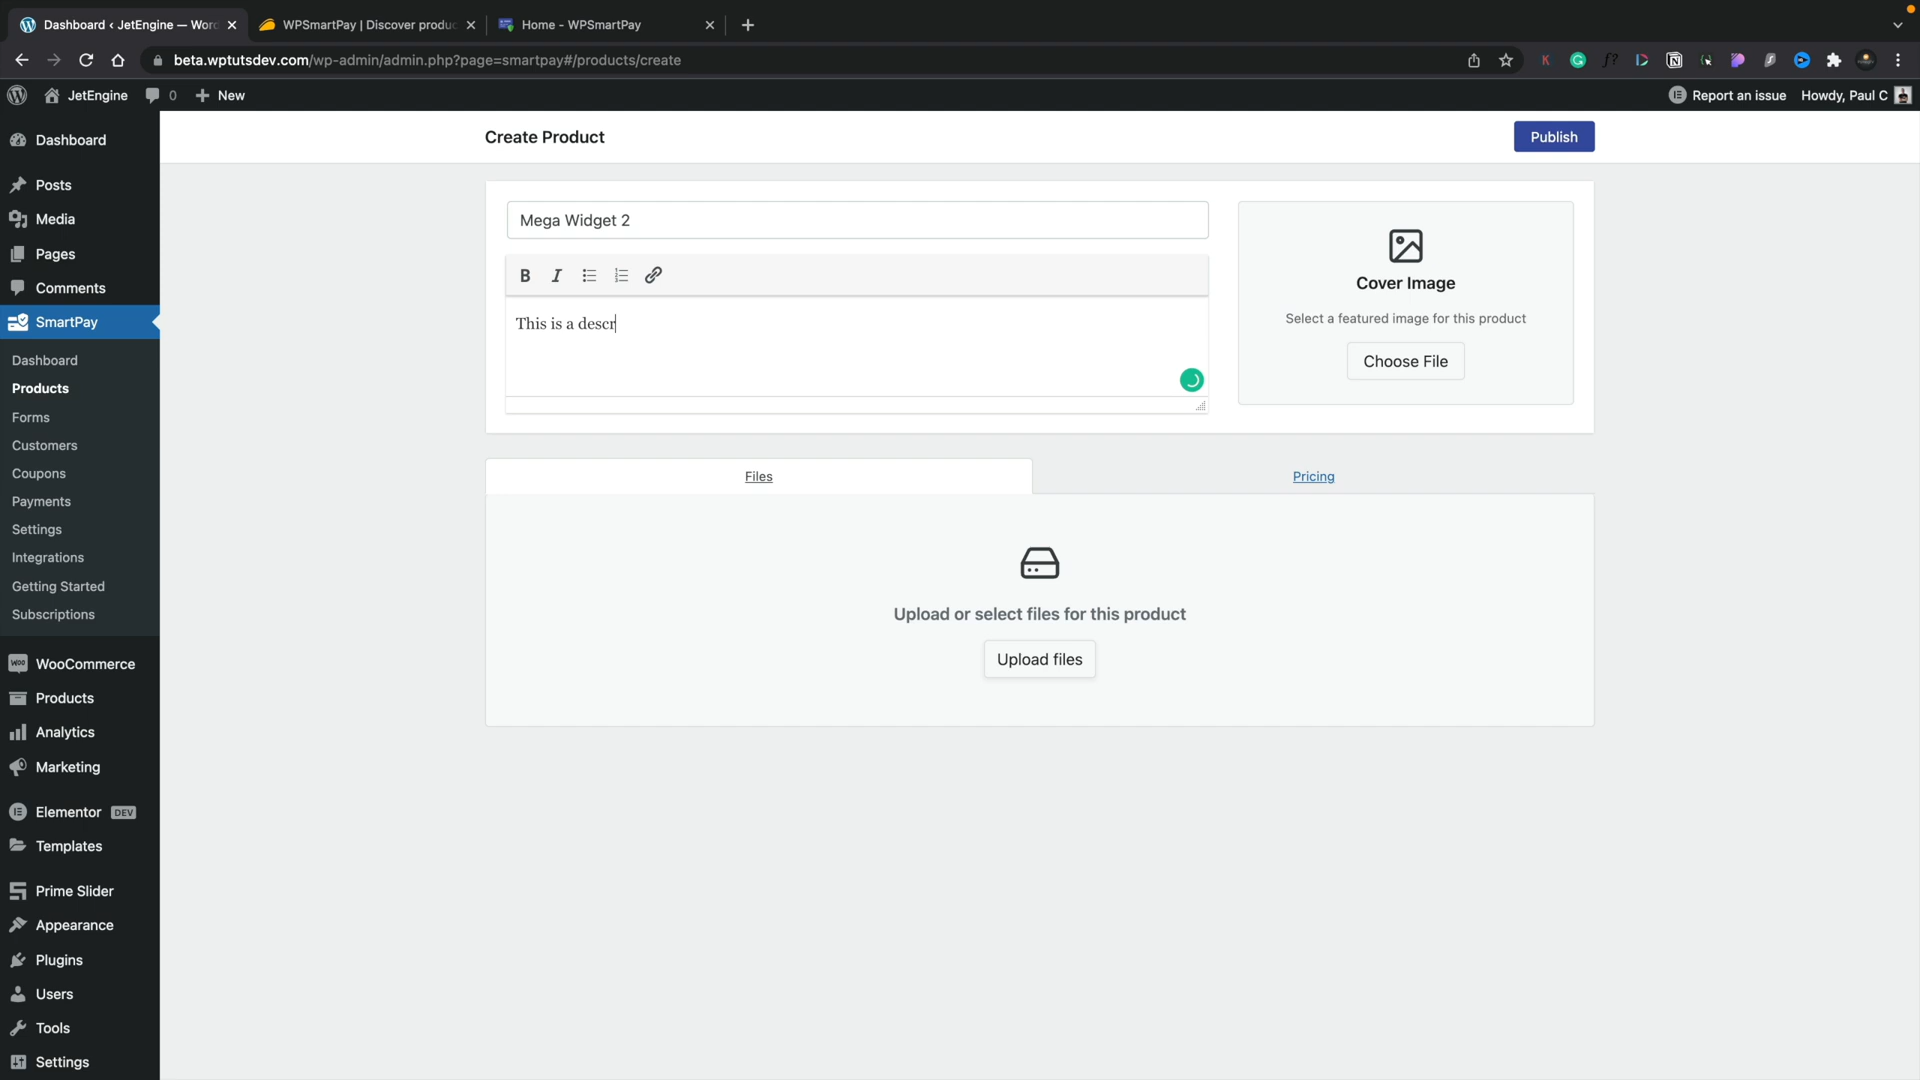 Dashboard ‹ JetEngine — Wor
WPSmartPay | Discover produc
Home - WPSmartPay
beta.wptutsdev.com/wp-admin/admin.php?page=smartpay#/products/create
JetEngine
0
New
Report an issue
Howdy, Paul C
Dashboard
Posts
Media
Pages
Comments
SmartPay
Dashboard
Products
Forms
Customers
Coupons
Payments
Settings
Integrations
Getting Started
Subscriptions
WooCommerce
Products
Analytics
Marketing
Elementor DEV
Templates
Prime Slider
Appearance
Plugins
Users
Tools
Settings
Create Product
Publish
Mega Widget 2
B I
This is a descr
Cover Image
Select a featured image for this product
Choose File
Files
Pricing
Upload or select files for this product
Upload files